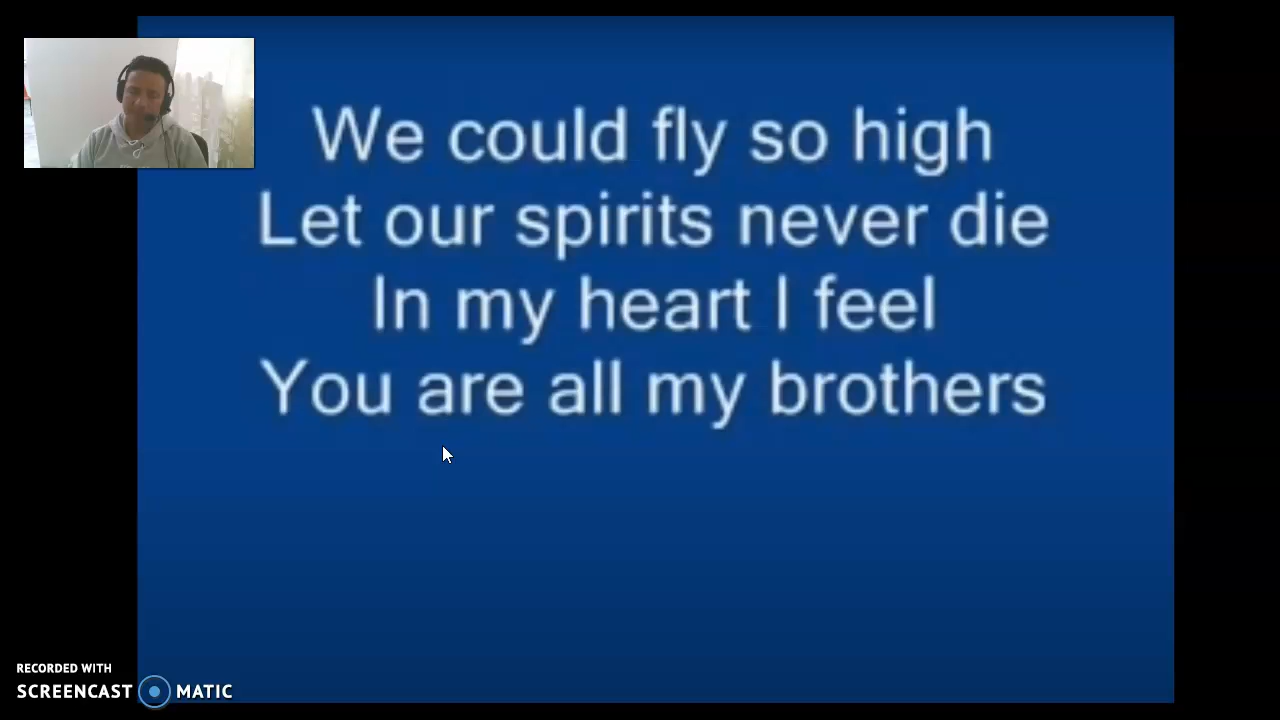 We could fly so high
Let our spirits never die
In my heart I feel
You are all my brothers
RECORDED WITH
SCREENCAST MATIC